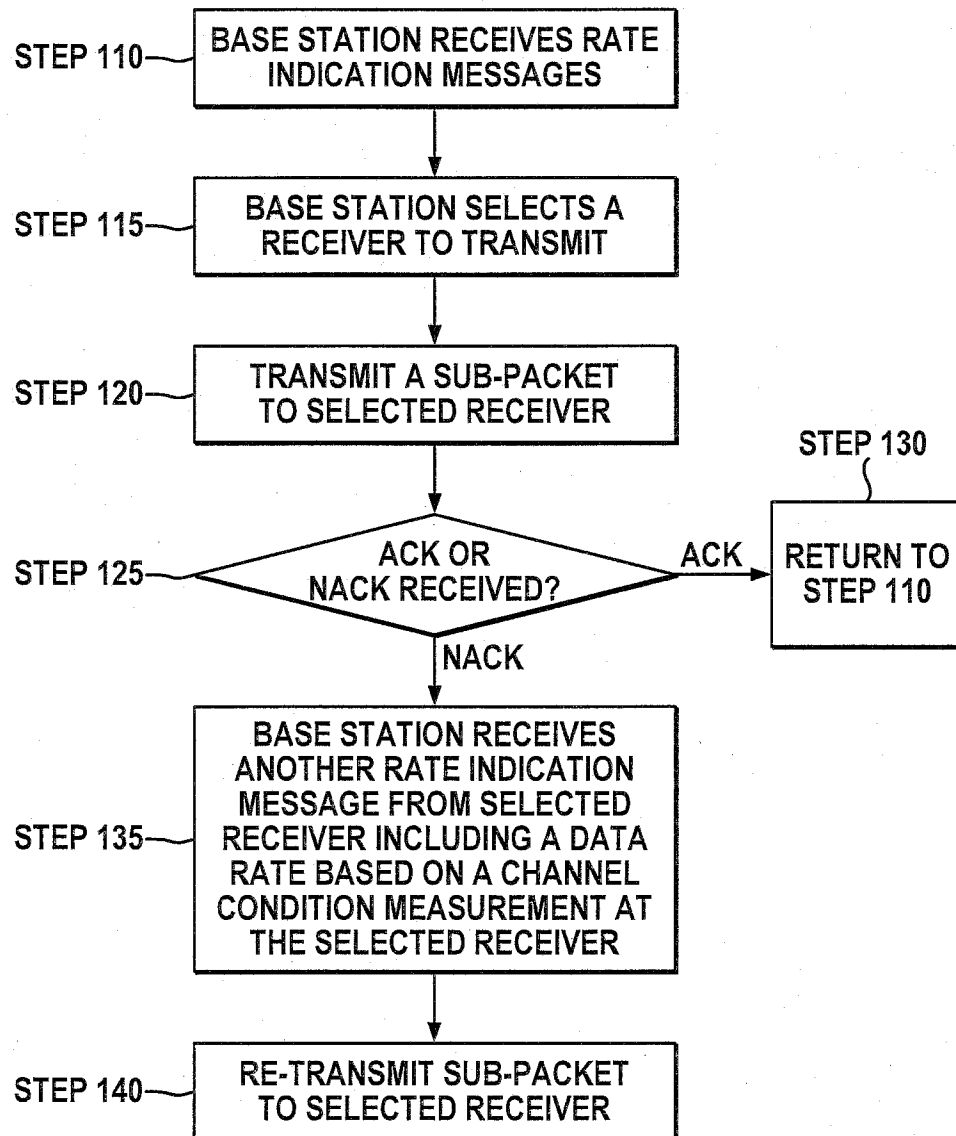 STEP 110
BASE STATION RECEIVES RATE
INDICATION MESSAGES
STEP 115
BASE STATION SELECTS A
RECEIVER TO TRANSMIT
STEP 120
TRANSMIT A SUB-PACKET
TO SELECTED RECEIVER
STEP 130
STEP 125
ACK OR
NACK RECEIVED?
ACK
RETURN TO
STEP 110
NACK
STEP 135
BASE STATION RECEIVES
ANOTHER RATE INDICATION
MESSAGE FROM SELECTED
RECEIVER INCLUDING A DATA
RATE BASED ON A CHANNEL
CONDITION MEASUREMENT AT
THE SELECTED RECEIVER
STEP 140
RE-TRANSMIT SUB-PACKET
TO SELECTED RECEIVER